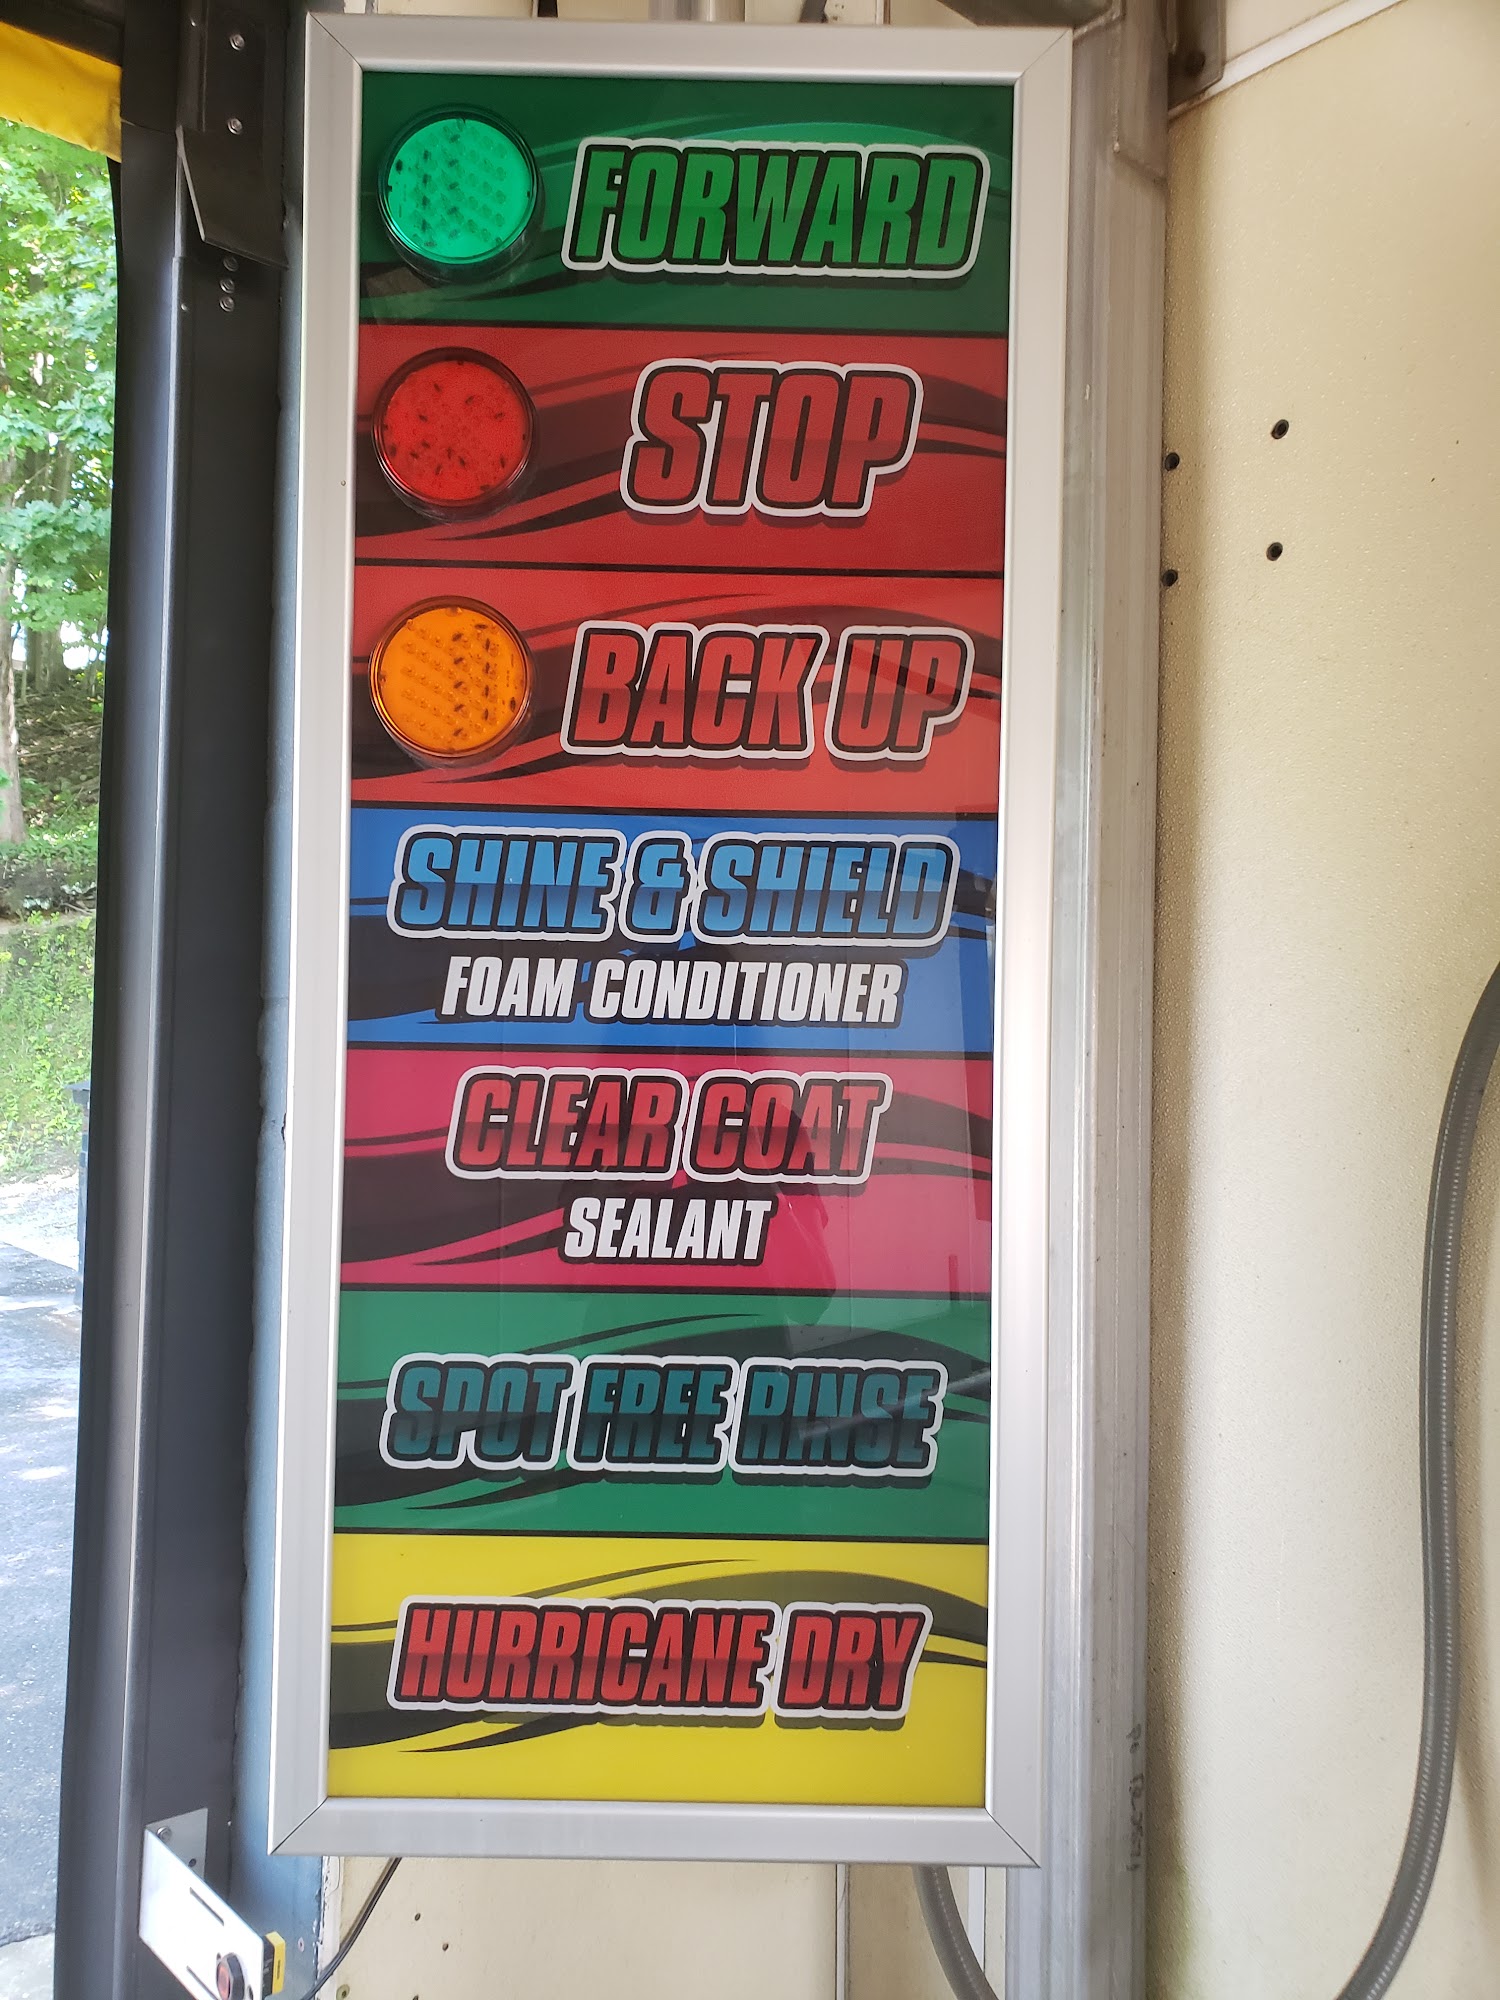 FORWARD
STOP
BACK UP
SHINE & SHIELD
FOAM CONDITIONER
CLEAR COAT
SEALANT
SPOT FREE RINSE
HURRICANE DRY